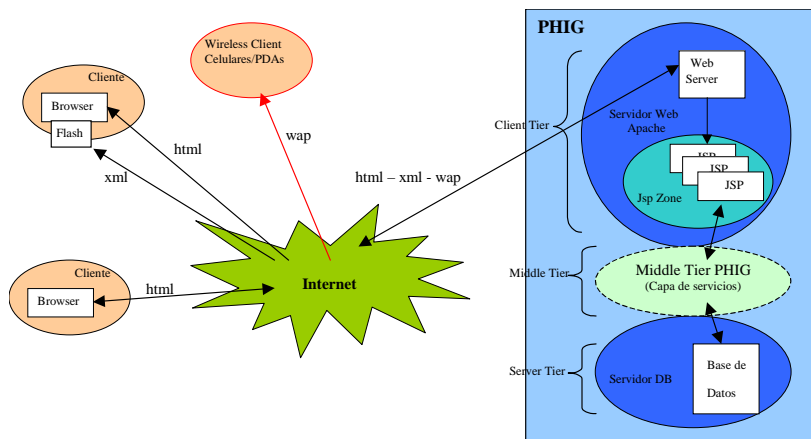 PHIG
Wireless Client
Celulares/PDAs
Cliente
Browser
Flash
html
xml
wap
html – xml - wap
Internet
Cliente
Browser
html
Client Tier
Web
Server
Servidor Web
Apache
JSP
JSP
JSP
Jsp Zone
Middle Tier
Middle Tier PHIG
(Capa de servicios)
Server Tier
Servidor DB
Base de
Datos